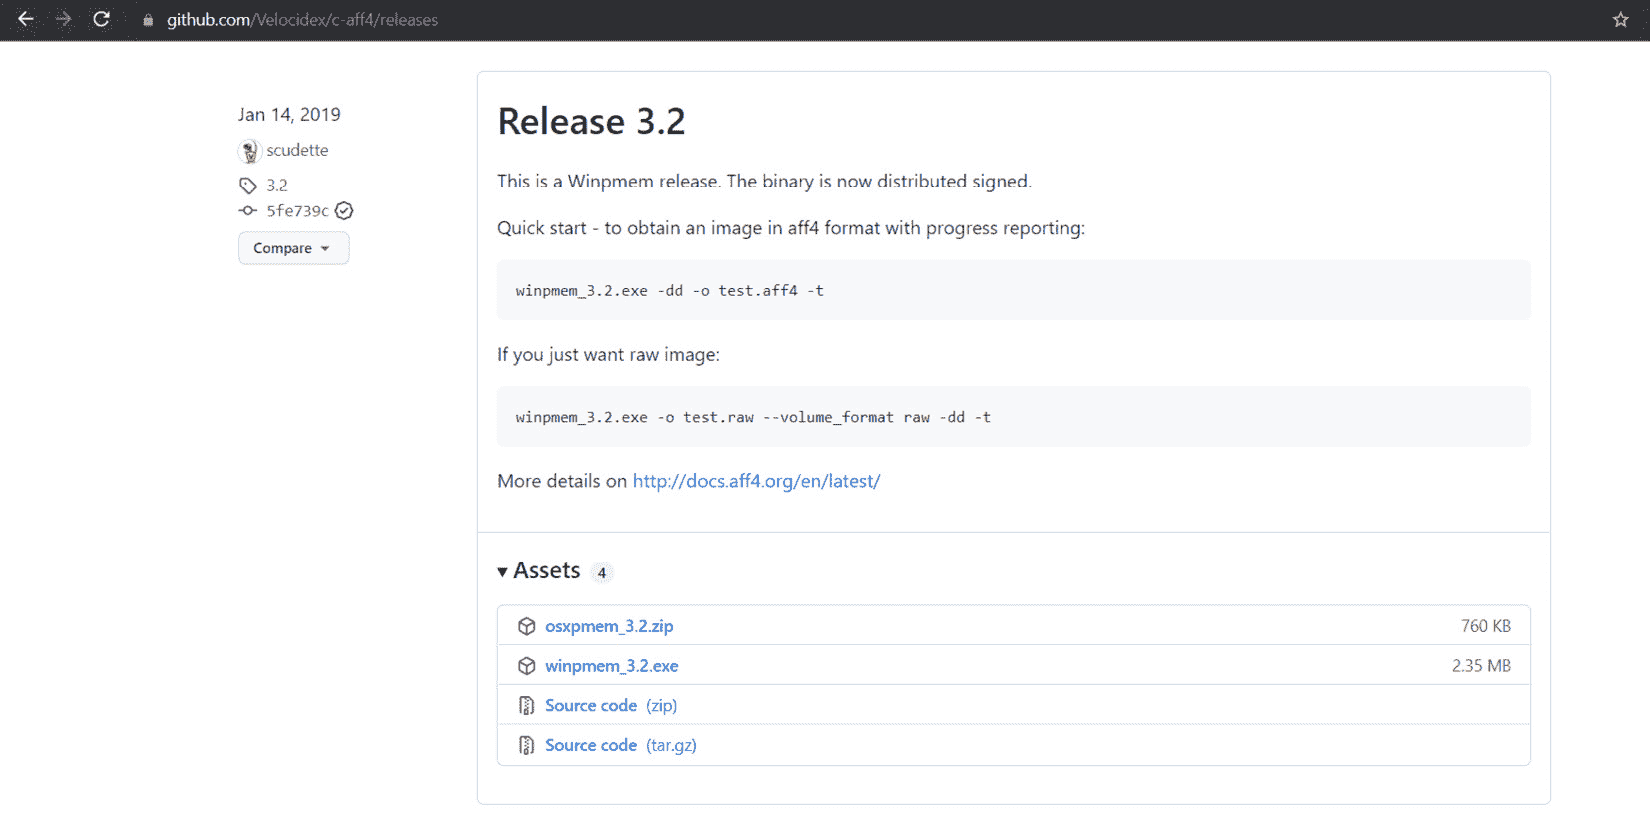 github.com/Velocidex/c-aff4/releases
Jan 14, 2019
scudette
3.2
5fe739c
Compare
Release 3.2
This is a Winpmem release. The binary is now distributed signed.
Quick start - to obtain an image in aff4 format with progress reporting:
winpmem_3.2.exe -dd -o test.aff4 -t
If you just want raw image:
winpmem_3.2.exe -o test.raw --volume_format raw -dd -t
More details on http://docs.aff4.org/en/latest/
Assets 4
osxpmem_3.2.zip 760 KB
winpmem_3.2.exe 2.35 MB
Source code (zip)
Source code (tar.gz)